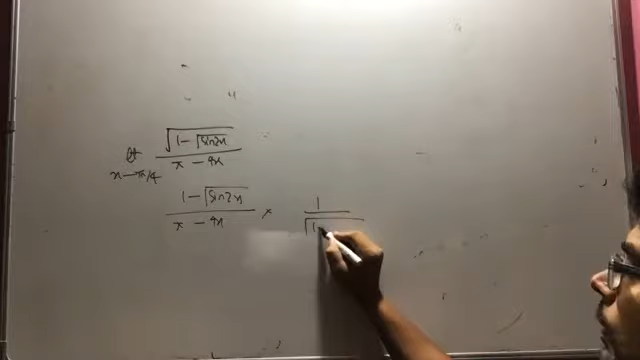 lt x→π/4 √(1 − √sin2x) / (π − 4x)
(1 − √sin2x) / (π − 4x) × 1 / √1